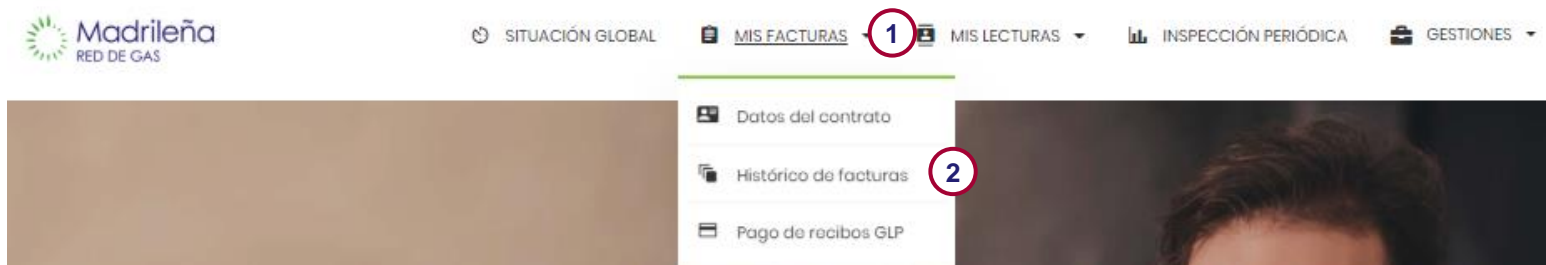 Madrileña
RED DE GAS
SITUACIÓN GLOBAL
MIS FACTURAS
1
MIS LECTURAS
INSPECCIÓN PERIÓDICA
GESTIONES
Datos del contrato
Histórico de facturas
2
Pago de recibos GLP